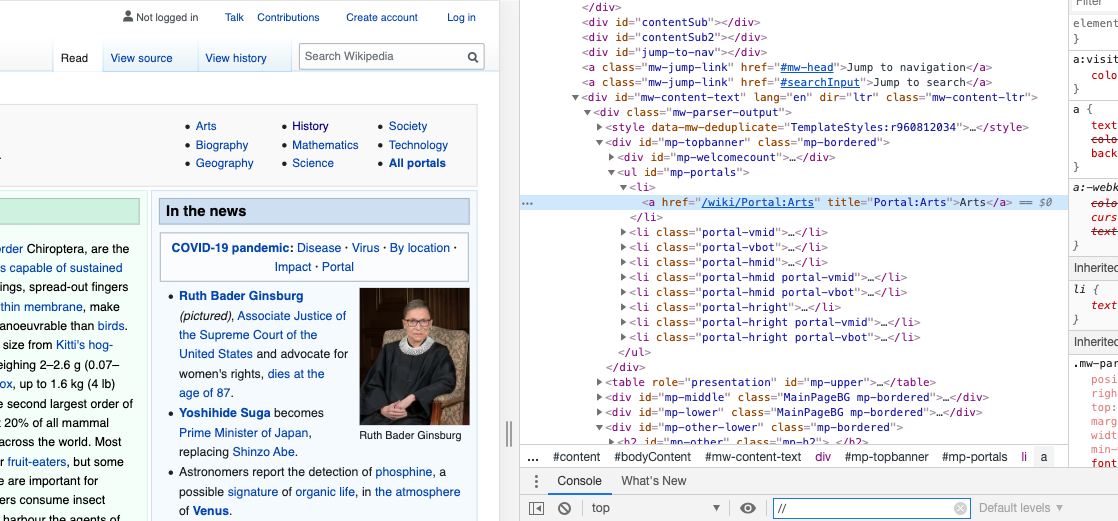 Not logged in Talk Contributions Create account Log in
Read View source View history Search Wikipedia
Arts History Society
Biography Mathematics Technology
Geography Science All portals
order Chiroptera, are the
s capable of sustained
ings, spread-out fingers
thin membrane, make
anoeuvrable than birds.
size from Kitti's hog-
eighing 2–2.6 g (0.07–
ox, up to 1.6 kg (4 lb)
e second largest order of
20% of all mammal
across the world. Most
r fruit-eaters, but some
e are important for
ers consume insect
harbour the agents of
In the news
COVID-19 pandemic: Disease · Virus · By location ·
Impact · Portal
Ruth Bader Ginsburg
(pictured), Associate Justice of
the Supreme Court of the
United States and advocate for
women's rights, dies at the
age of 87.
Yoshihide Suga becomes
Prime Minister of Japan,
replacing Shinzo Abe.
Ruth Bader Ginsburg
Astronomers report the detection of phosphine, a
possible signature of organic life, in the atmosphere
of Venus.
</div>
<div id="contentSub"></div>
<div id="contentSub2"></div>
<div id="jump-to-nav"></div>
<a class="mw-jump-link" href="#mw-head">Jump to navigation</a>
<a class="mw-jump-link" href="#searchInput">Jump to search</a>
▼<div id="mw-content-text" lang="en" dir="ltr" class="mw-content-ltr">
▼<div class="mw-parser-output">
▶<style data-mw-deduplicate="TemplateStyles:r960812034">…</style>
▼<div id="mp-topbanner" class="mp-bordered">
▶<div id="mp-welcomecount">…</div>
▼<ul id="mp-portals">
▼<li>
… <a href="/wiki/Portal:Arts" title="Portal:Arts">Arts</a> == $0
</li>
▶<li class="portal-vmid">…</li>
▶<li class="portal-vbot">…</li>
▶<li class="portal-hmid">…</li>
▶<li class="portal-hmid portal-vmid">…</li>
▶<li class="portal-hmid portal-vbot">…</li>
▶<li class="portal-hright">…</li>
▶<li class="portal-hright portal-vmid">…</li>
▶<li class="portal-hright portal-vbot">…</li>
</ul>
</div>
▶<table role="presentation" id="mp-upper">…</table>
▶<div id="mp-middle" class="MainPageBG mp-bordered">…</div>
▶<div id="mp-lower" class="MainPageBG mp-bordered">…</div>
▼<div id="mp-other-lower" class="mp-bordered">
▶<h2 id="mp-other" class="mp-h2">…</h2>
... #content #bodyContent #mw-content-text div #mp-topbanner #mp-portals li a
Console What's New
top // Default levels
Filter
element
}
a:visit
colo
}
a {
text
colo
back
}
a:-webk
colo
curs
text
}
Inherited
li {
text
}
Inherited
.mw-par
posi
righ
top:
marg
widt
min-
font